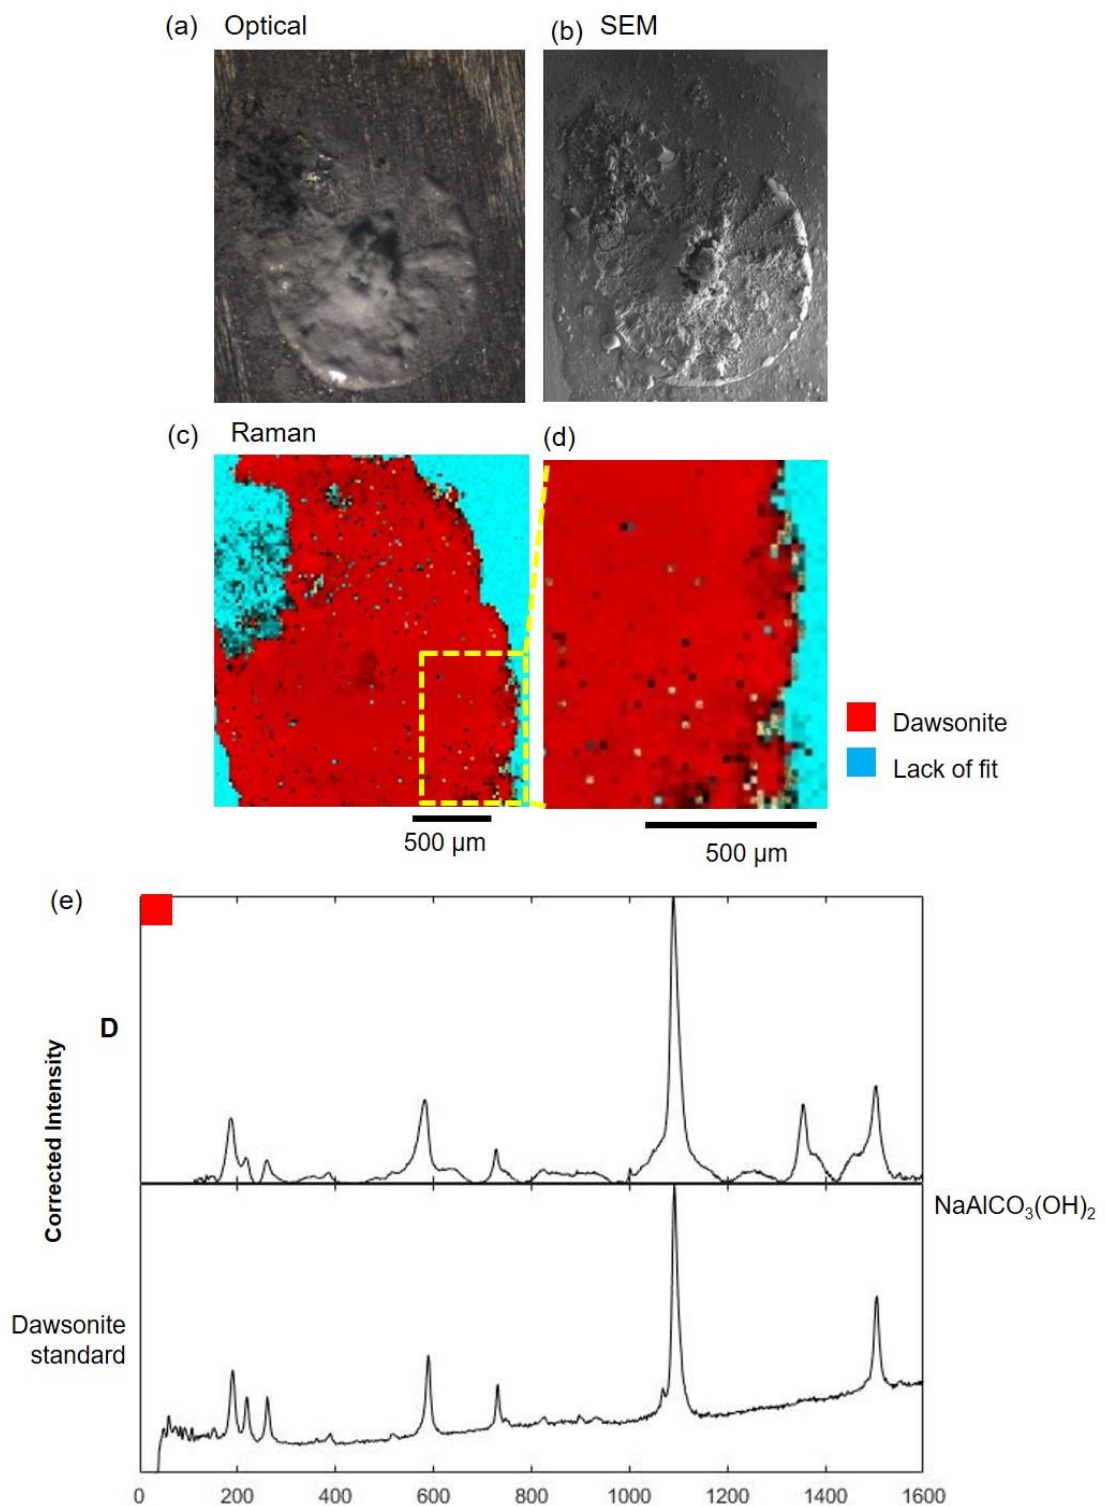 (a) Optical
(b) SEM
(c) Raman
(d)
Dawsonite
Lack of fit
500 µm
500 µm
(e)
D
Corrected Intensity
NaAlCO₃(OH)₂
Dawsonite
standard
0 200 400 600 800 1000 1200 1400 1600